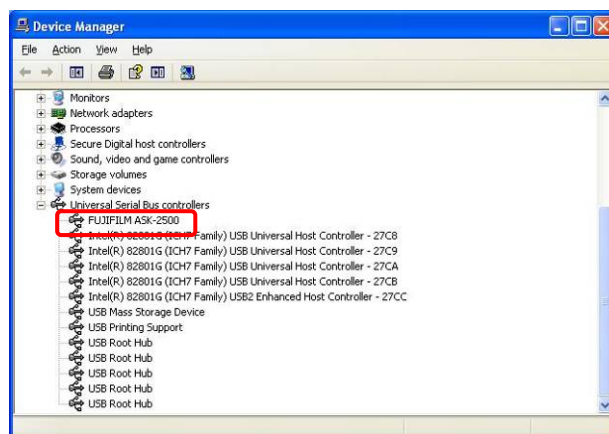 Device Manager
File Action View Help
Monitors
Network adapters
Processors
Secure Digital host controllers
Sound, video and game controllers
Storage volumes
System devices
Universal Serial Bus controllers
FUJIFILM ASK-2500
Intel(R) 82801G (ICH7 Family) USB Universal Host Controller - 27C8
Intel(R) 82801G (ICH7 Family) USB Universal Host Controller - 27C9
Intel(R) 82801G (ICH7 Family) USB Universal Host Controller - 27CA
Intel(R) 82801G (ICH7 Family) USB Universal Host Controller - 27CB
Intel(R) 82801G (ICH7 Family) USB2 Enhanced Host Controller - 27CC
USB Mass Storage Device
USB Printing Support
USB Root Hub
USB Root Hub
USB Root Hub
USB Root Hub
USB Root Hub